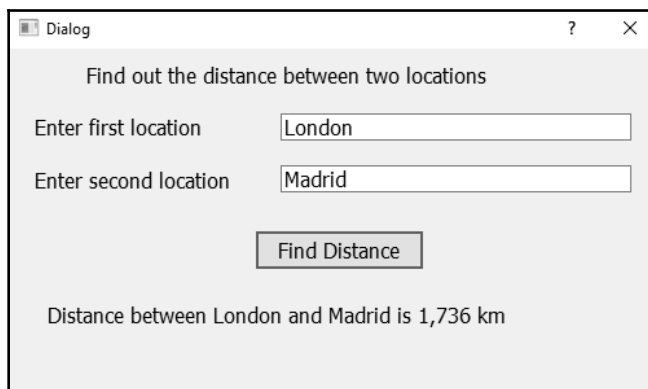 Dialog ? ×
Find out the distance between two locations
Enter first location London
Enter second location Madrid
Find Distance
Distance between London and Madrid is 1,736 km